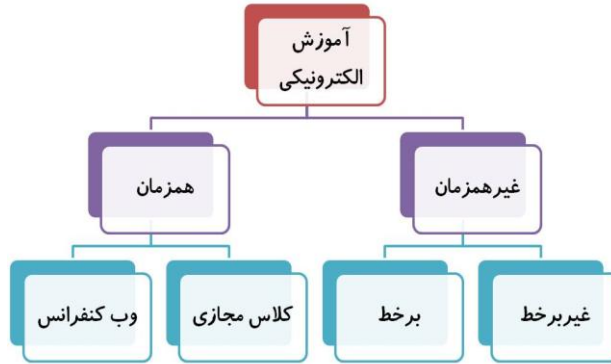 آموزش
الکترونیکی
غیرهمزمان
همزمان
غیربرخط
برخط
کلاس مجازی
وب کنفرانس